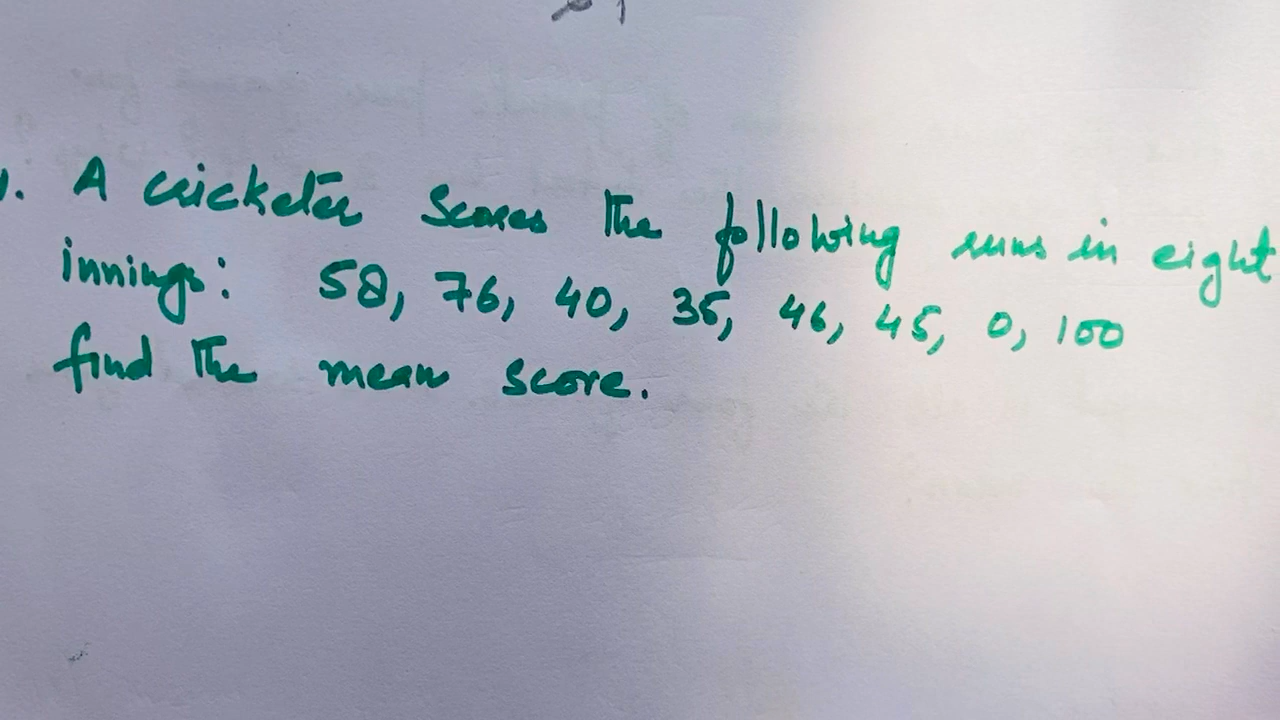 1. A cricketer scores the following runs in eight
innings: 58, 76, 40, 35, 46, 45, 0, 100
find the mean score.